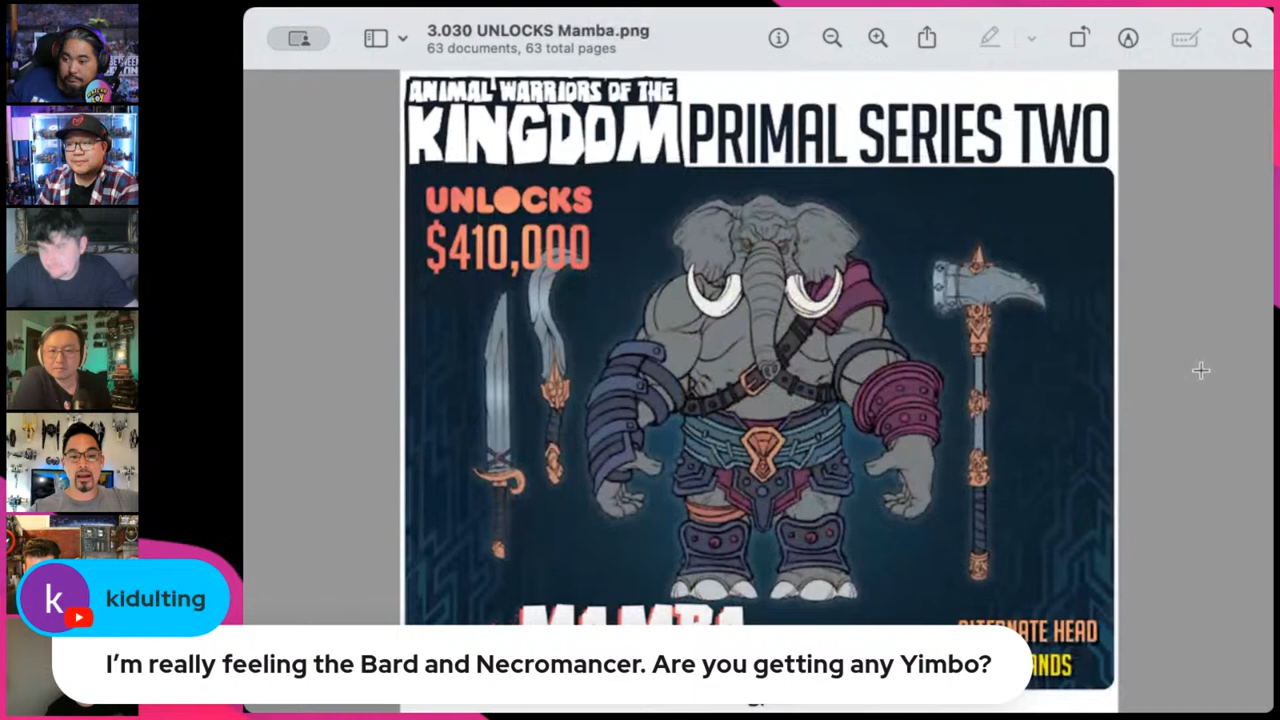 3.030 UNLOCKS Mamba.png
63 documents, 63 total pages
ANIMAL WARRIORS OF THE
KINGDOM PRIMAL SERIES TWO
UNLOCKS
$410,000
MAMBA
HEAD
k kidulting
I'm really feeling the Bard and Necromancer. Are you getting any Yimbo?